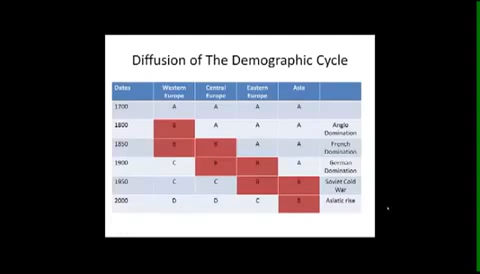 Diffusion of The Demographic Cycle
Dates Western Europe Central Europe Eastern Europe Asia
1700 A A A A
1800 B A A A Anglo Domination
1850 B B A A French Domination
1900 C B B A German Domination
1950 C C B B Soviet Cold War
2000 D D C B Asiatic rise